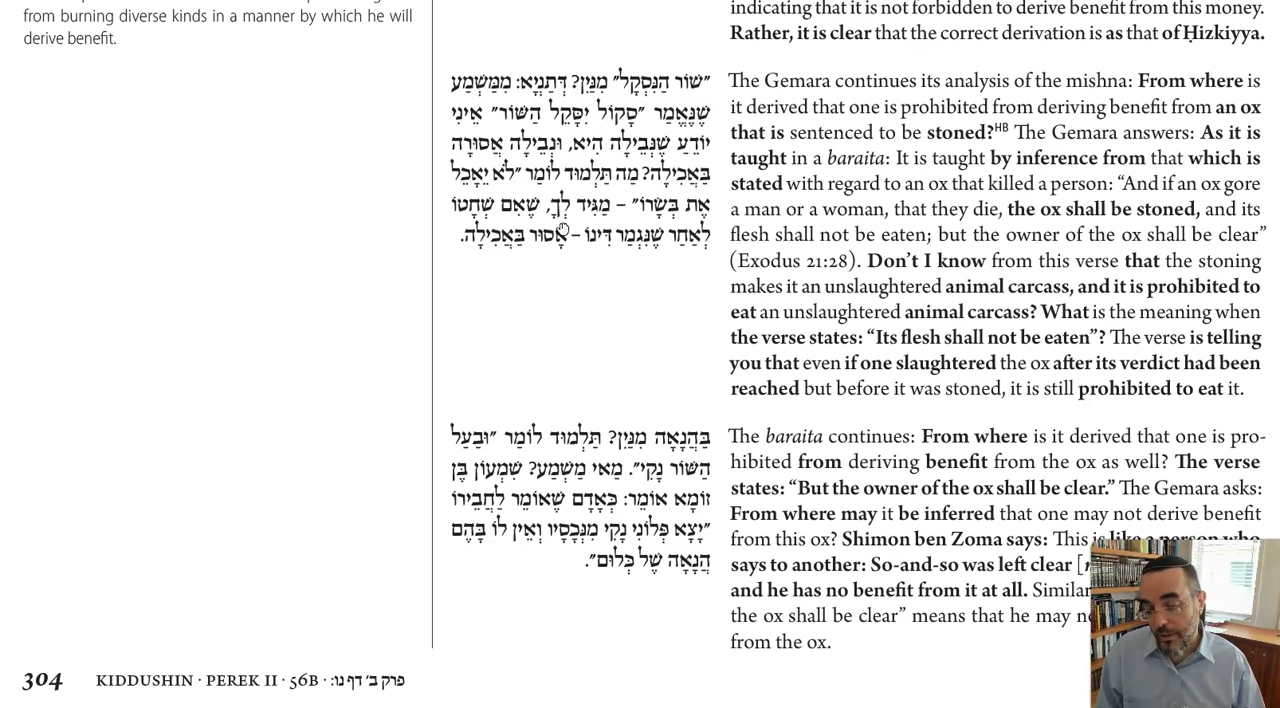 from burning diverse kinds in a manner by which he will
derive benefit.
indicating that it is not forbidden to derive benefit from this money.
Rather, it is clear that the correct derivation is as that of Ḥizkiyya.
״שׁוֹר הַנִּסְקָל״ מִנַּיִן? דְּתַנְיָא: מִמַּשְׁמַע
שֶׁנֶּאֱמַר ״סָקוֹל יִסָּקֵל הַשּׁוֹר״ אֵינִי
יוֹדֵעַ שֶׁנְּבֵילָה הִיא, וּנְבֵילָה אֲסוּרָה
בַּאֲכִילָה? מַה תַּלְמוּד לוֹמַר ״לֹא יֵאָכֵל
אֶת בְּשָׂרוֹ״ – מַגִּיד לְךָ, שֶׁאִם שְׁחָטוֹ
לְאַחַר שֶׁנִּגְמַר דִּינוֹ – אָסוּר בַּאֲכִילָה.
The Gemara continues its analysis of the mishna: From where is
it derived that one is prohibited from deriving benefit from an ox
that is sentenced to be stoned?HB The Gemara answers: As it is
taught in a baraita: It is taught by inference from that which is
stated with regard to an ox that killed a person: “And if an ox gore
a man or a woman, that they die, the ox shall be stoned, and its
flesh shall not be eaten; but the owner of the ox shall be clear”
(Exodus 21:28). Don’t I know from this verse that the stoning
makes it an unslaughtered animal carcass, and it is prohibited to
eat an unslaughtered animal carcass? What is the meaning when
the verse states: “Its flesh shall not be eaten”? The verse is telling
you that even if one slaughtered the ox after its verdict had been
reached but before it was stoned, it is still prohibited to eat it.
בַּהֲנָאָה מִנַּיִן? תַּלְמוּד לוֹמַר ״וּבַעַל
הַשּׁוֹר נָקִי״. מַאי מַשְׁמַע? שִׁמְעוֹן בֶּן
זוֹמָא אוֹמֵר: כְּאָדָם שֶׁאוֹמֵר לַחֲבֵירוֹ
״יָצָא פְּלוֹנִי נָקִי מִנְּכָסָיו וְאֵין לוֹ בָּהֶם
הֲנָאָה שֶׁל כְּלוּם״.
The baraita continues: From where is it derived that one is pro-
hibited from deriving benefit from the ox as well? The verse
states: “But the owner of the ox shall be clear.” The Gemara asks:
From where may it be inferred that one may not derive benefit
from this ox? Shimon ben Zoma says: This is like a person who
says to another: So-and-so was left clear
and he has no benefit from it at all. Similar
the ox shall be clear” means that he may
from the ox.
304 KIDDUSHIN · PEREK II · 56B · פרק ב׳ דף נו: